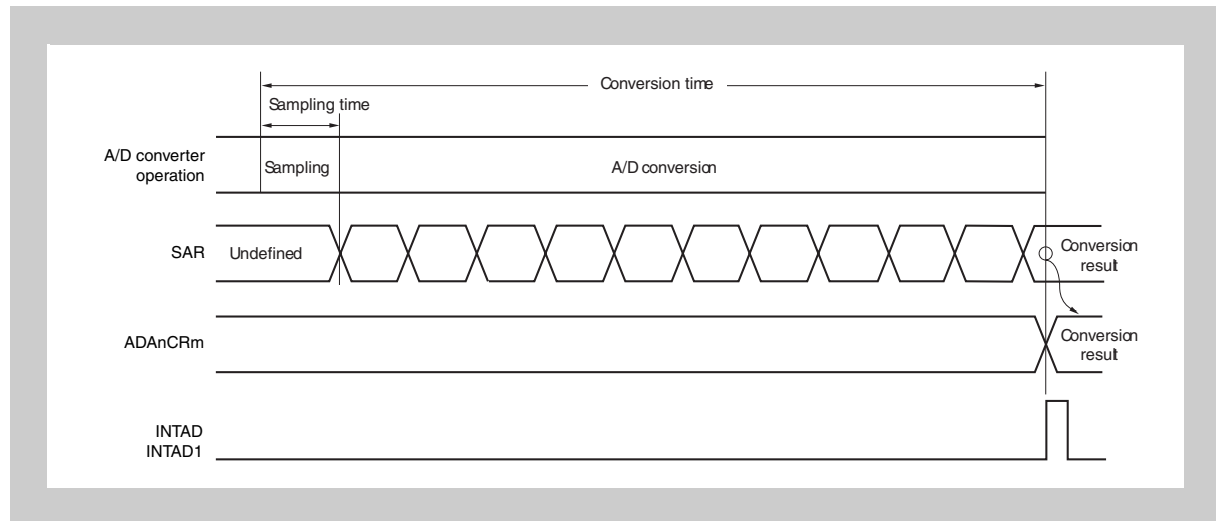 Conversion time
Sampling time
A/D converter
operation
Sampling
A/D conversion
SAR
Undefined
Conversion
result
ADAnCRm
Conversion
result
INTAD
INTAD1